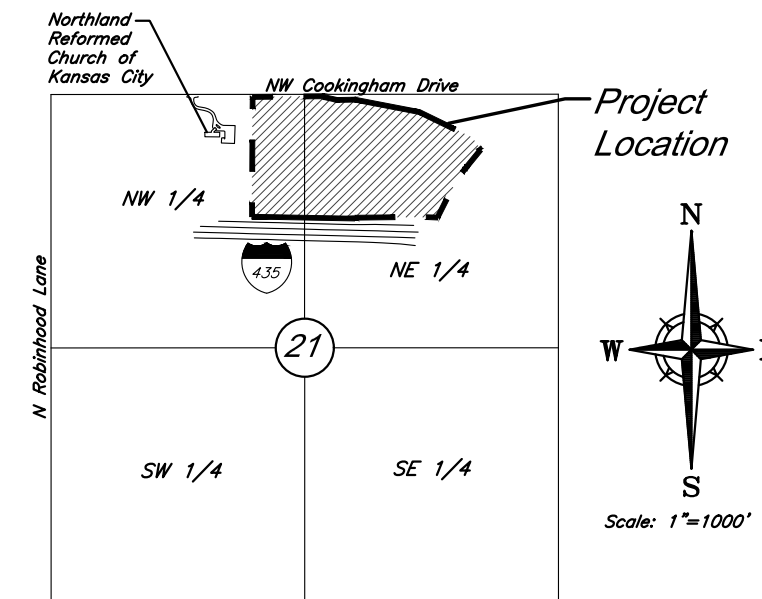 Northland
Reformed
Church of
Kansas City
NW Cookingham Drive
Project
Location
NW 1/4
435
NE 1/4
N Robinhood Lane
21
SW 1/4
SE 1/4
N
W
S
Scale: 1"=1000'